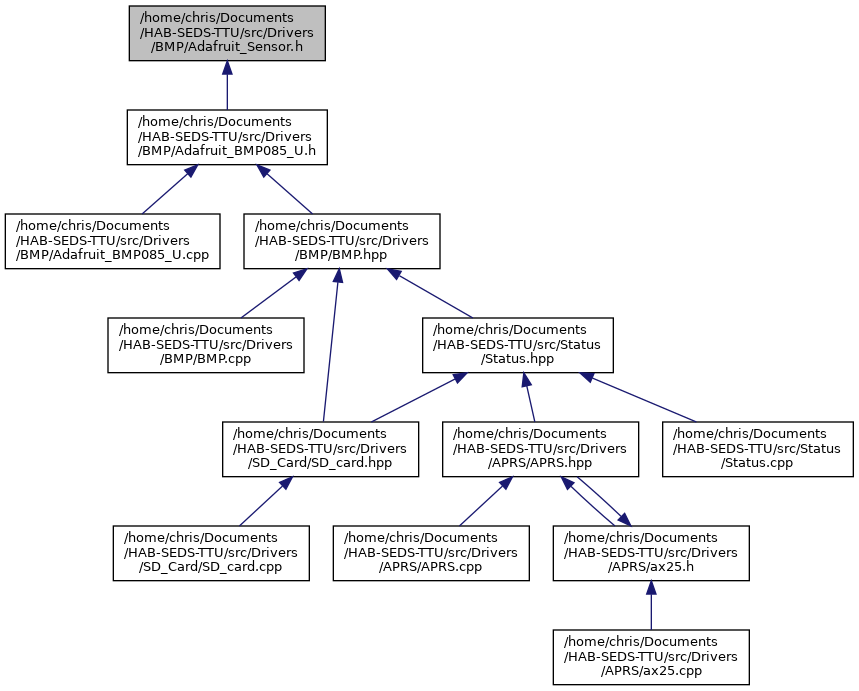 /home/chris/Documents
/HAB-SEDS-TTU/src/Drivers
/BMP/Adafruit_Sensor.h
/home/chris/Documents
/HAB-SEDS-TTU/src/Drivers
/BMP/Adafruit_BMP085_U.h
/home/chris/Documents
/HAB-SEDS-TTU/src/Drivers
/BMP/Adafruit_BMP085_U.cpp
/home/chris/Documents
/HAB-SEDS-TTU/src/Drivers
/BMP/BMP.hpp
/home/chris/Documents
/HAB-SEDS-TTU/src/Drivers
/BMP/BMP.cpp
/home/chris/Documents
/HAB-SEDS-TTU/src/Status
/Status.hpp
/home/chris/Documents
/HAB-SEDS-TTU/src/Drivers
/SD_Card/SD_card.hpp
/home/chris/Documents
/HAB-SEDS-TTU/src/Drivers
/APRS/APRS.hpp
/home/chris/Documents
/HAB-SEDS-TTU/src/Status
/Status.cpp
/home/chris/Documents
/HAB-SEDS-TTU/src/Drivers
/SD_Card/SD_card.cpp
/home/chris/Documents
/HAB-SEDS-TTU/src/Drivers
/APRS/APRS.cpp
/home/chris/Documents
/HAB-SEDS-TTU/src/Drivers
/APRS/ax25.h
/home/chris/Documents
/HAB-SEDS-TTU/src/Drivers
/APRS/ax25.cpp